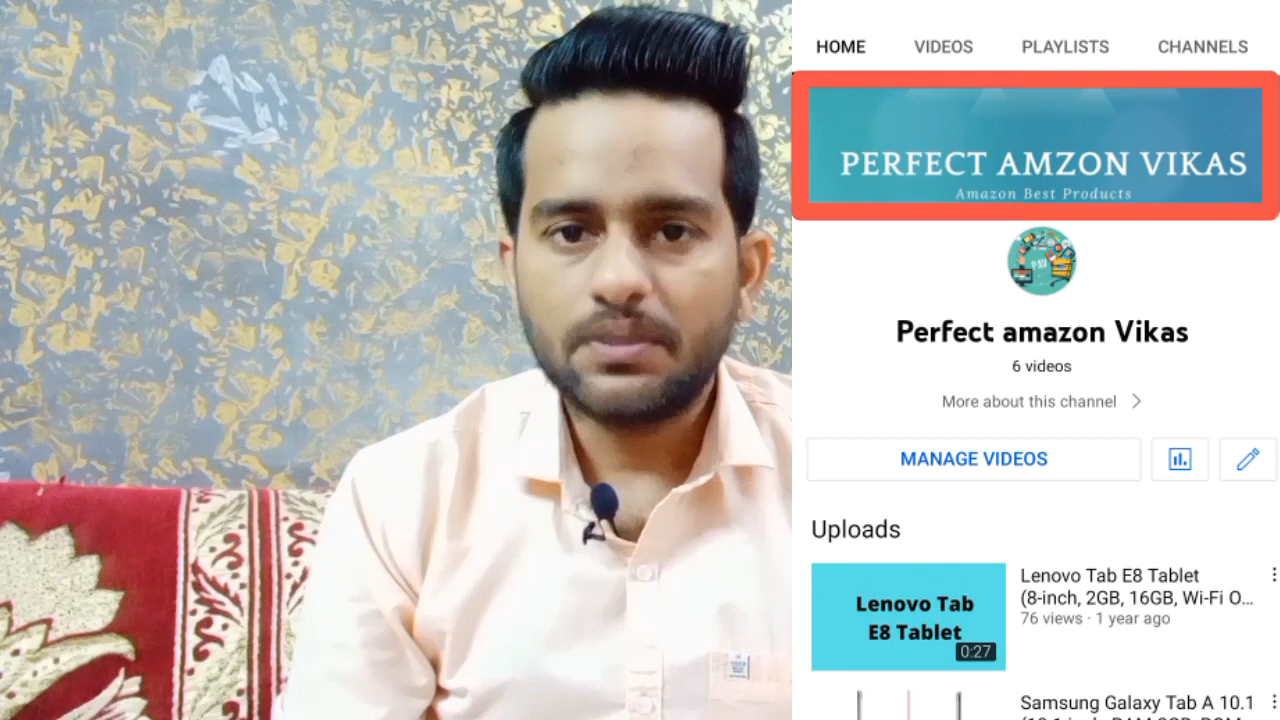 HOME VIDEOS PLAYLISTS CHANNELS
PERFECT AMZON VIKAS
Amazon Best Products
Perfect amazon Vikas
6 videos
More about this channel
MANAGE VIDEOS
Uploads
Lenovo Tab
E8 Tablet
0:27
Lenovo Tab E8 Tablet
(8-inch, 2GB, 16GB, Wi-Fi O...
76 views · 1 year ago
Samsung Galaxy Tab A 10.1